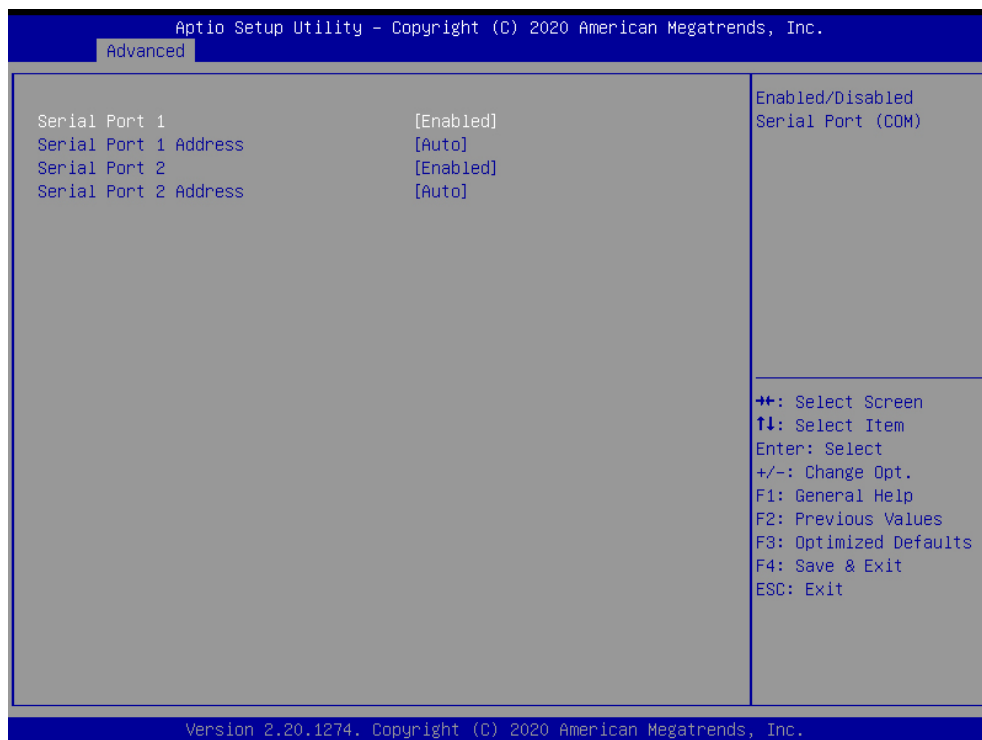 Aptio Setup Utility – Copyright (C) 2020 American Megatrends, Inc.
Advanced
Serial Port 1 [Enabled]
Serial Port 1 Address [Auto]
Serial Port 2 [Enabled]
Serial Port 2 Address [Auto]
Enabled/Disabled
Serial Port (COM)
→←: Select Screen
↑↓: Select Item
Enter: Select
+/-: Change Opt.
F1: General Help
F2: Previous Values
F3: Optimized Defaults
F4: Save & Exit
ESC: Exit
Version 2.20.1274. Copyright (C) 2020 American Megatrends, Inc.